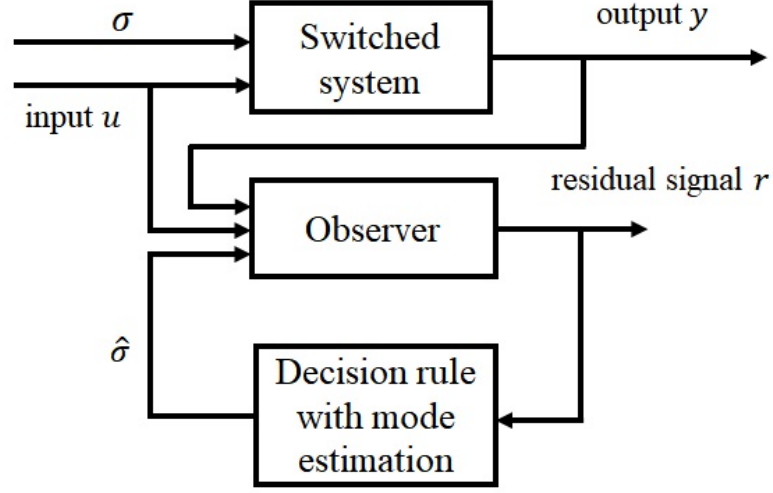 σ
Switched
system
output y
input u
residual signal r
Observer
σ̂
Decision rule
with mode
estimation